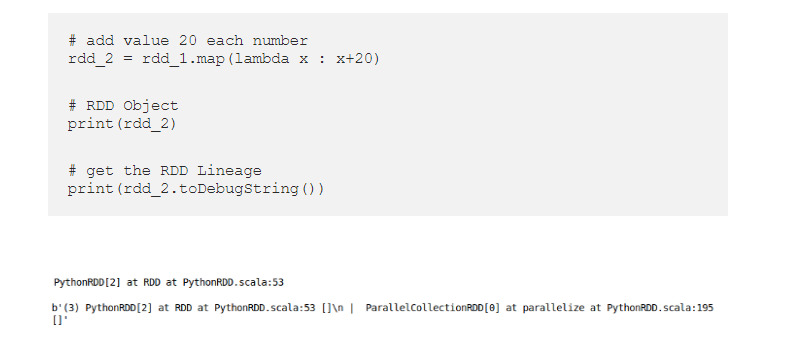 # add value 20 each number
rdd_2 = rdd_1.map(lambda x : x+20)
# RDD Object
print(rdd_2)
# get the RDD Lineage
print(rdd_2.toDebugString())
PythonRDD[2] at RDD at PythonRDD.scala:53
b'(3) PythonRDD[2] at RDD at PythonRDD.scala:53 []\n |  ParallelCollectionRDD[0] at parallelize at PythonRDD.scala:195
[]'